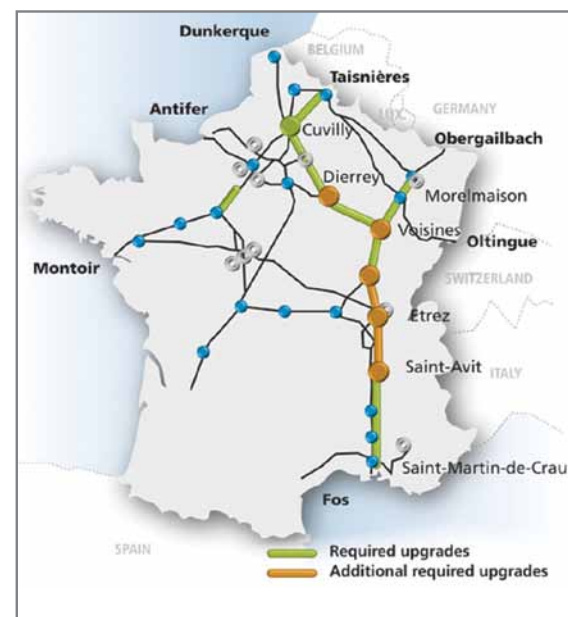 Dunkerque
BELGIUM
Taisnières
Antifer
LUX.
GERMANY
Cuvilly
Obergailbach
Dierrey
Morelmaison
Voisines
Oltingue
Montoir
SWITZERLAND
Etrez
Saint-Avit
ITALY
Saint-Martin-de-Crau
Fos
SPAIN
Required upgrades
Additional required upgrades